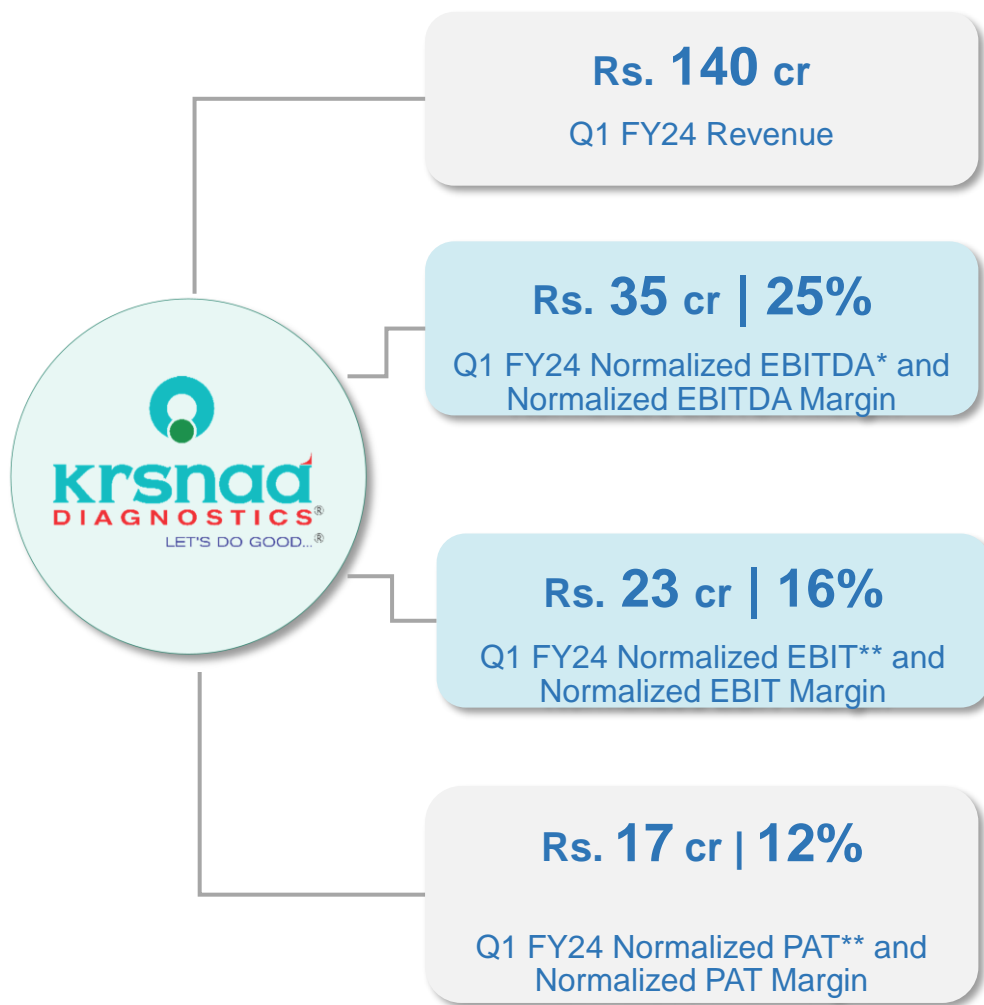 Rs. 140 cr
Q1 FY24 Revenue
Rs. 35 cr | 25%
Q1 FY24 Normalized EBITDA* and
Normalized EBITDA Margin
krsnaa
DIAGNOSTICS®
LET'S DO GOOD...®
Rs. 23 cr | 16%
Q1 FY24 Normalized EBIT** and
Normalized EBIT Margin
Rs. 17 cr | 12%
Q1 FY24 Normalized PAT** and
Normalized PAT Margin